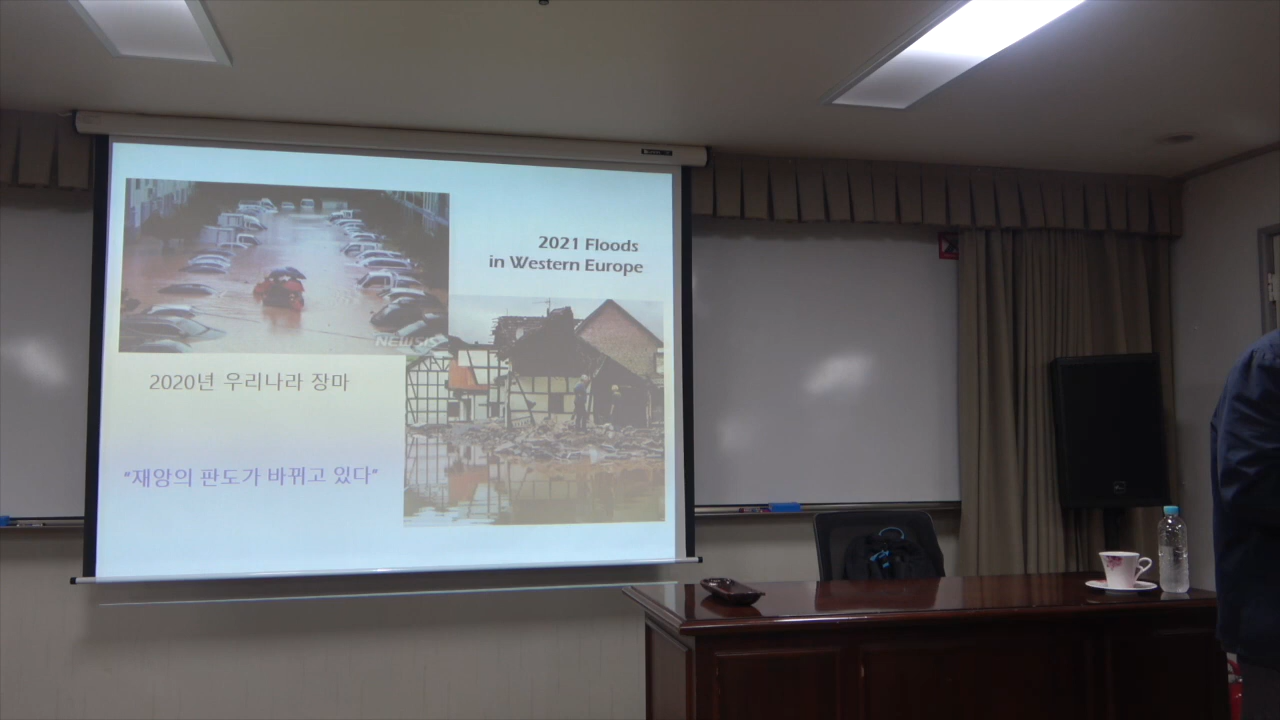 2021 Floods
in Western Europe
NEWSIS
2020년 우리나라 장마
"재앙의 판도가 바뀌고 있다"